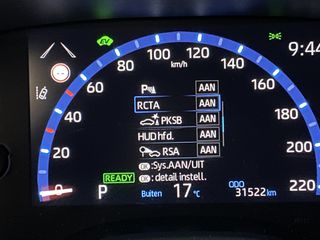 9:44
100 120
80 km/h 140
60 160
P AAN
RCTA AAN
40 180
PKSB AAN
HUD hfd. AAN
RSA AAN
20 200
OK :Sys.AAN/UIT
OK : detail instell.
READY
0 P Buiten 17 °C ODO 31522 km 220